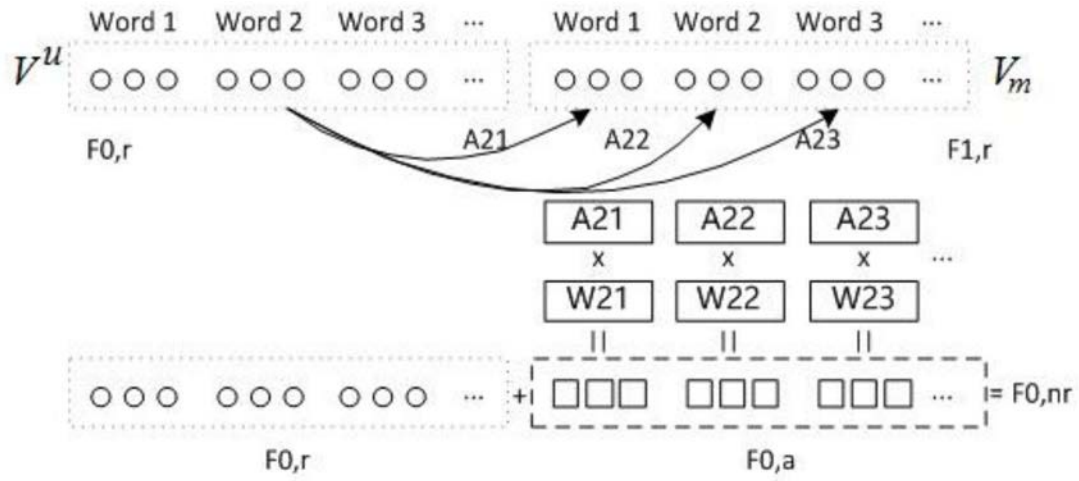 Word 1 Word 2 Word 3 ... Word 1 Word 2 Word 3 ...
V^u ... ... V_m
F0,r A21 A22 A23 F1,r
A21 A22 A23
x x x ...
W21 W22 W23
|| || ||
... + ... = F0,nr
F0,r F0,a